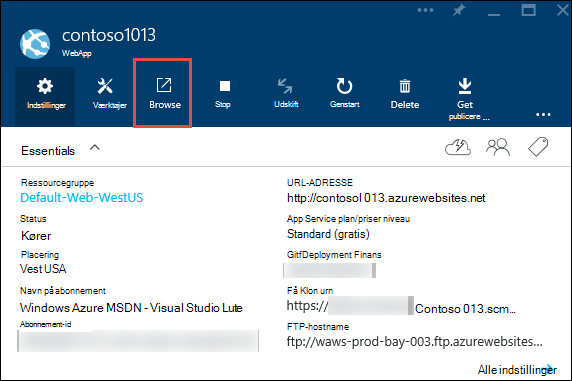 contoso1013
WebApp
Indstillinger
Værktøjer
Browse
Stop
Udskift
Genstart
Delete
Get
publicere ...
...
Essentials
Ressourcegruppe
Default-Web-WestUS
Status
Kører
Placering
Vest USA
Navn på abonnement
Windows Azure MSDN - Visual Studio Lute
Abonnement-id
URL-ADRESSE
http://contosol 013.azurewebsites.net
App Service plan/priser niveau
Standard (gratis)
GitfDeployment Finans
Få Klon urn
https:/ Contoso 013.scm...
FTP-hostname
ftp://waws-prod-bay-003.ftp.azurewebsites...
Alle indstillinger